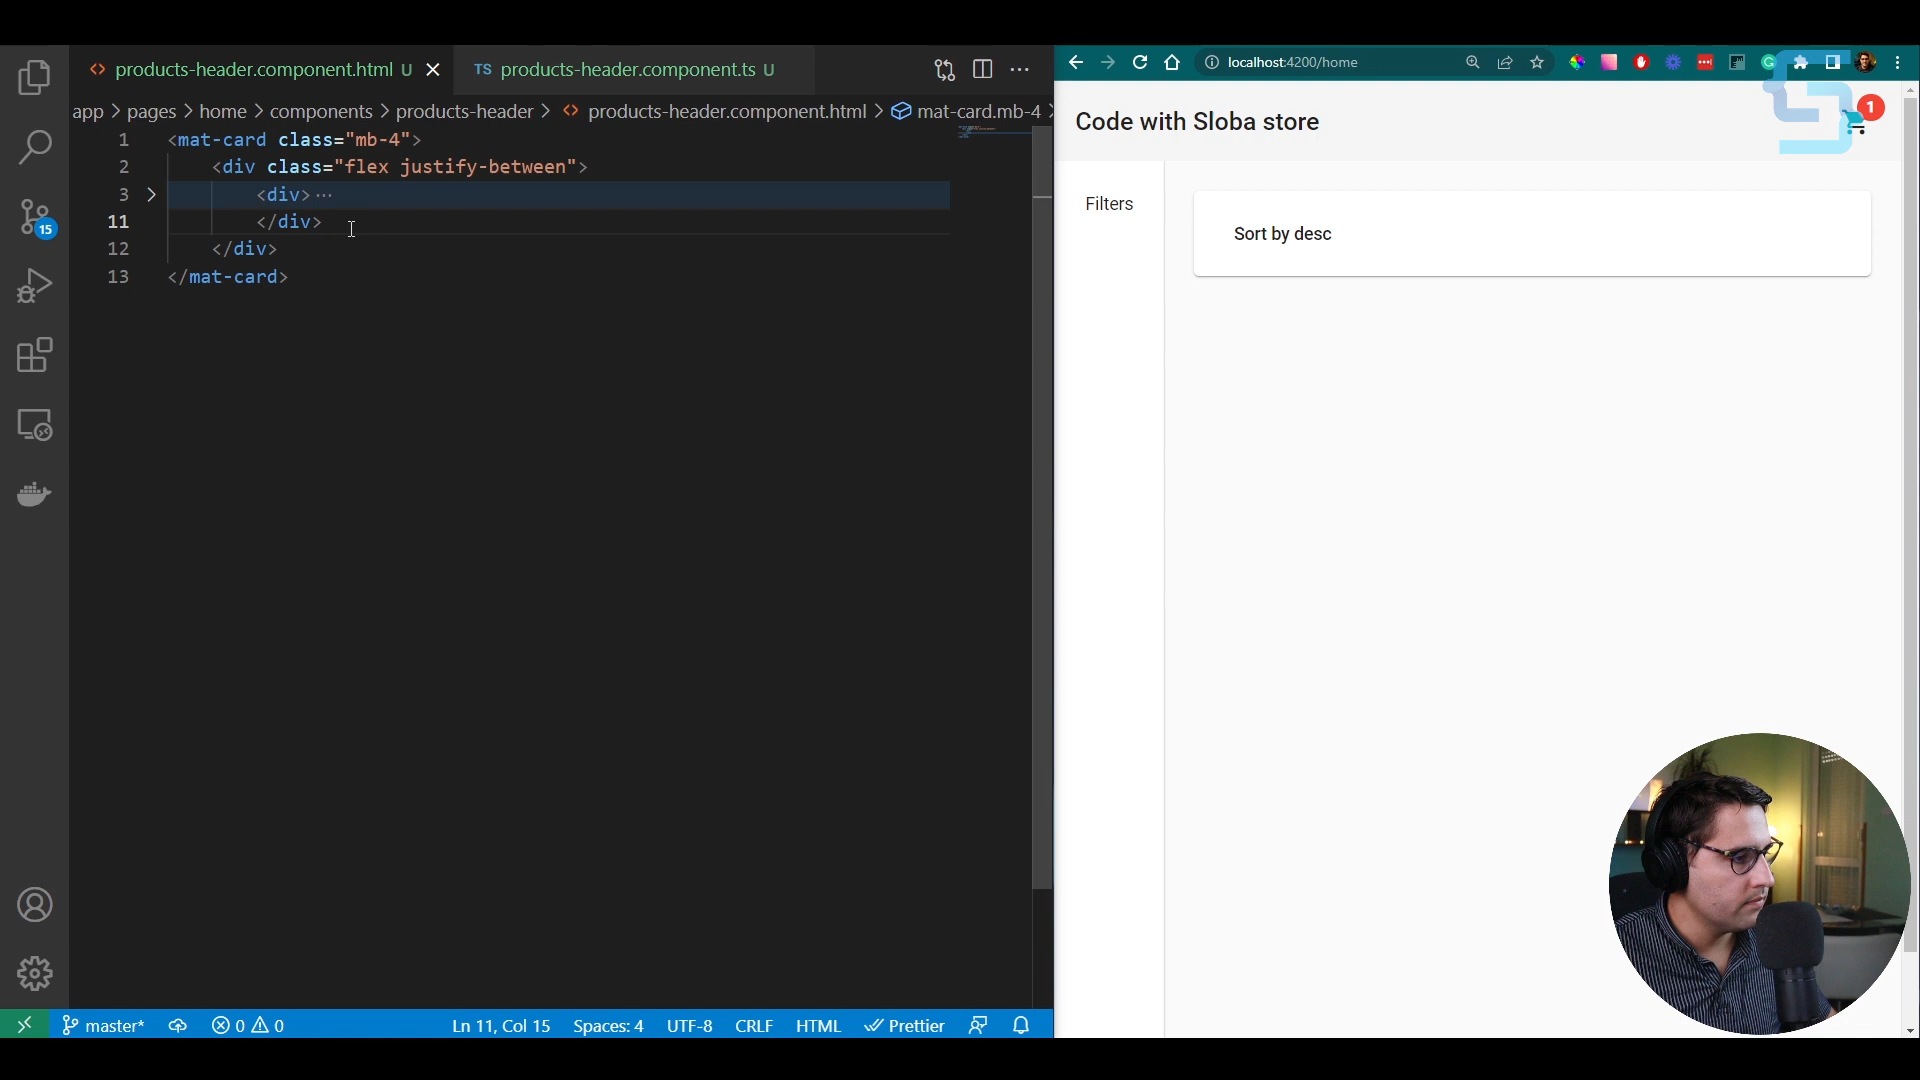 products-header.component.html U
TS products-header.component.ts U
localhost:4200/home
app > pages > home > components > products-header > <> products-header.component.html > mat-card.mb-4 >
1 <mat-card class="mb-4">
2 <div class="flex justify-between">
3 > <div> ···
11 </div>
12 </div>
13 </mat-card>
15
Code with Sloba store
1
Filters
Sort by desc
master* 0 0 Ln 11, Col 15 Spaces: 4 UTF-8 CRLF HTML Prettier